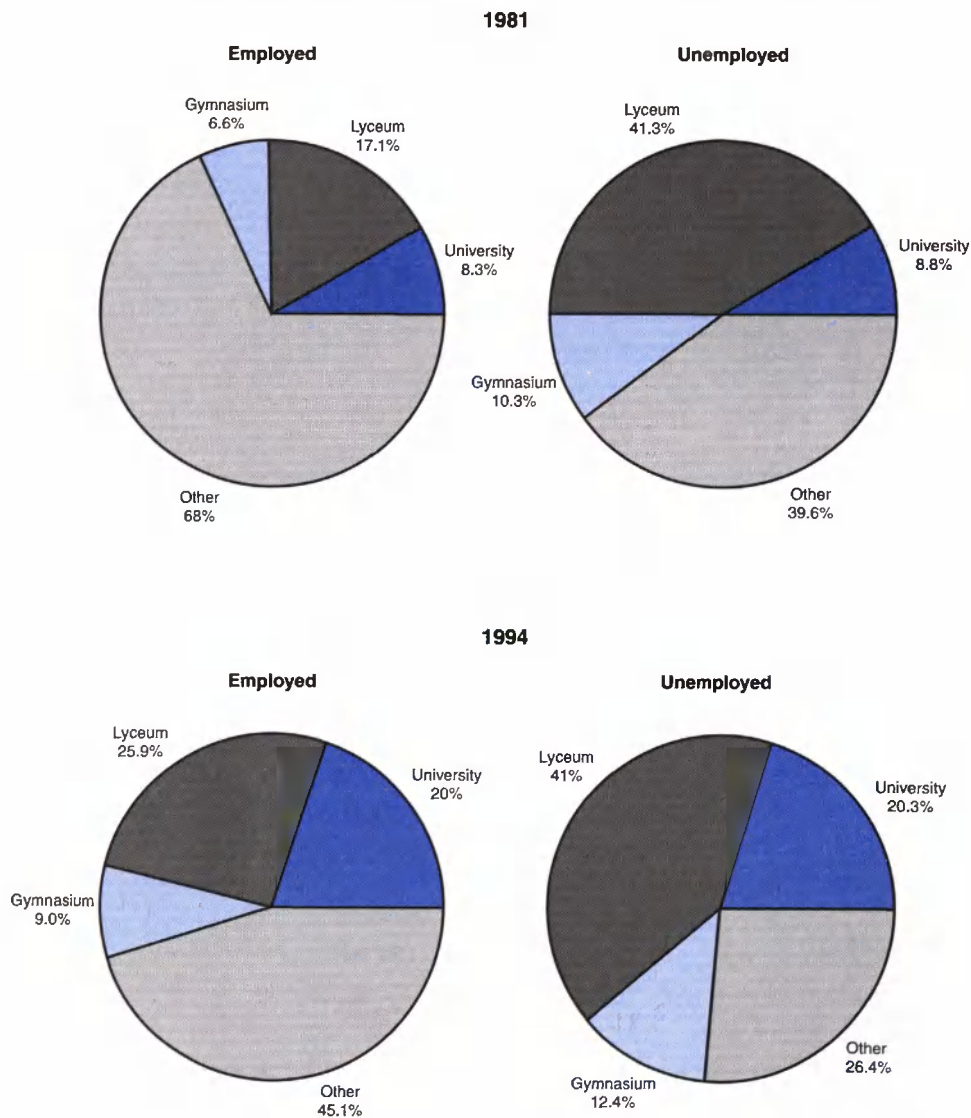 1981
Employed
Unemployed
Gymnasium
6.6%
Lyceum
17.1%
University
8.3%
Other
68%
Lyceum
41.3%
University
8.8%
Gymnasium
10.3%
Other
39.6%
1994
Employed
Unemployed
Lyceum
25.9%
University
20%
Gymnasium
9.0%
Other
45.1%
Lyceum
41%
University
20.3%
Gymnasium
12.4%
Other
26.4%